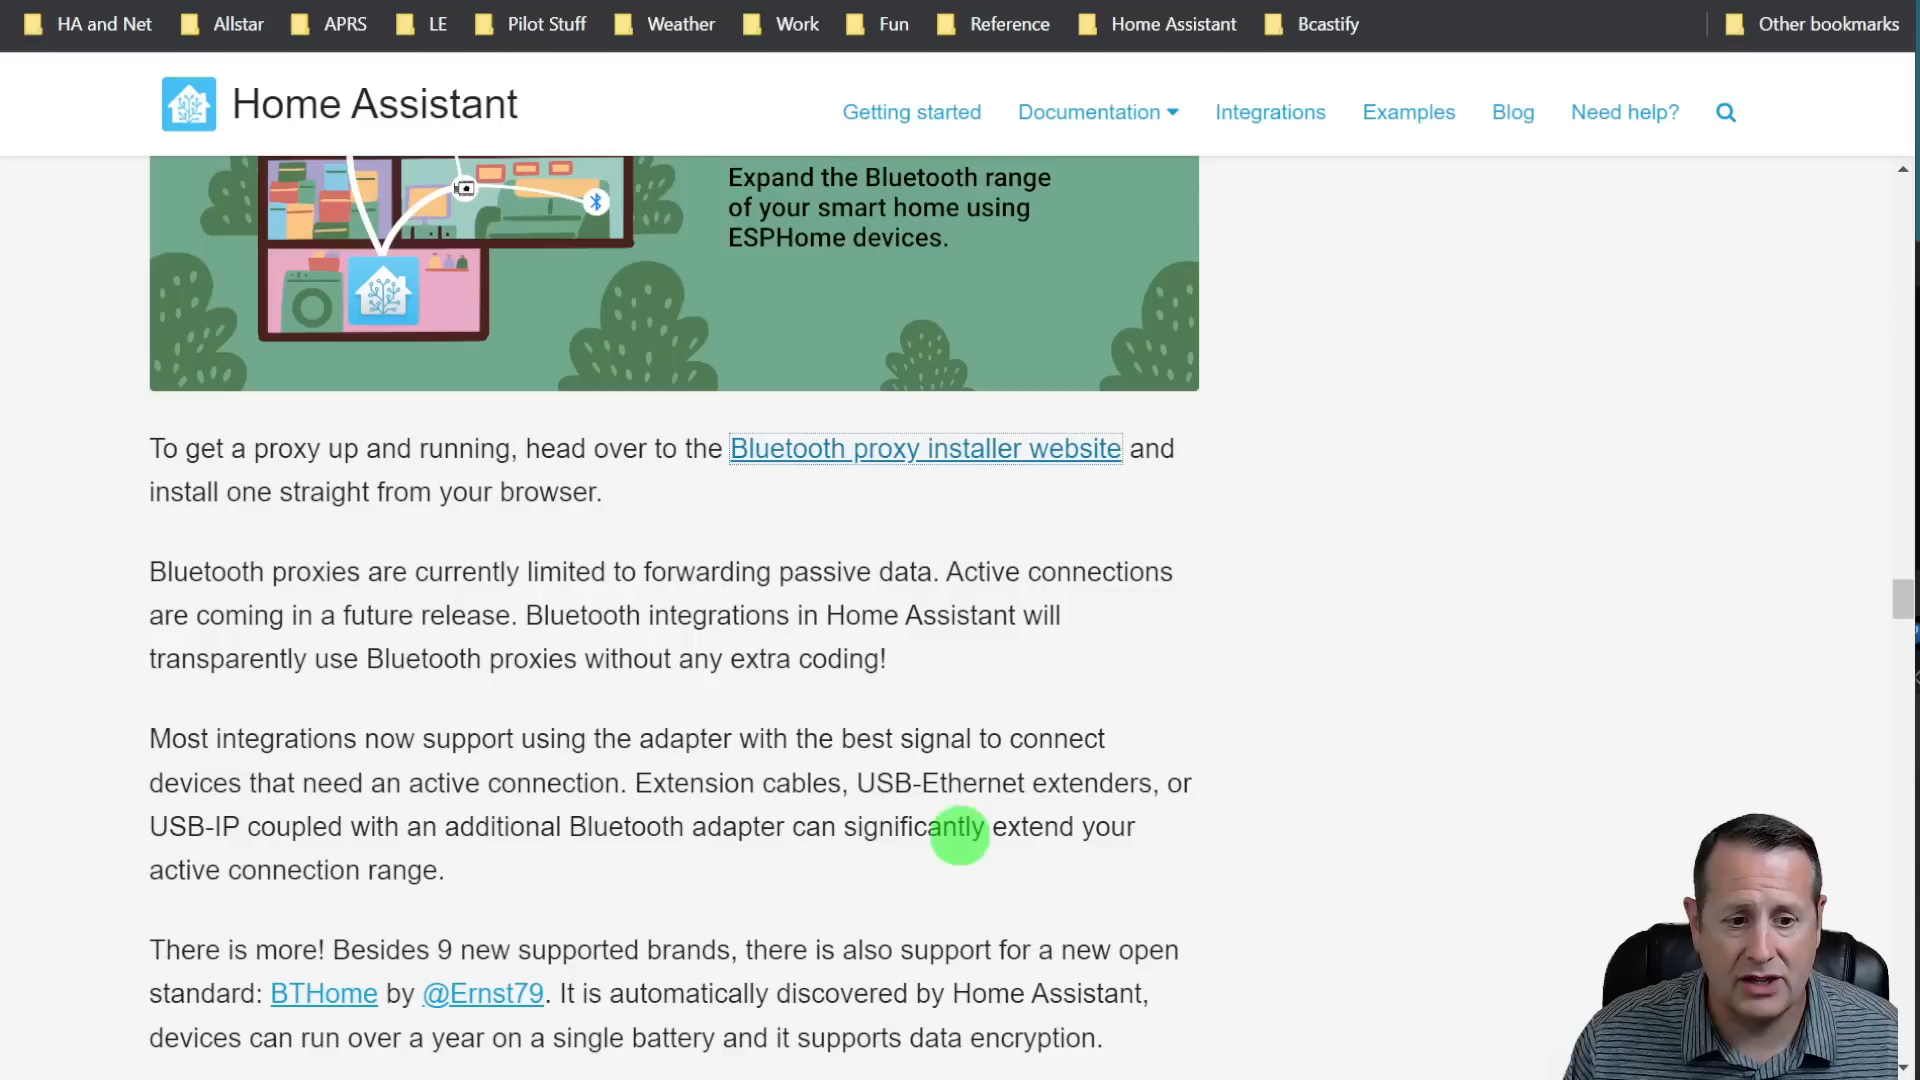 HA and Net Allstar APRS LE Pilot Stuff Weather Work Fun Reference Home Assistant Bcastify Other bookmarks
Home Assistant
Getting started Documentation Integrations Examples Blog Need help?
Expand the Bluetooth range
of your smart home using
ESPHome devices.
To get a proxy up and running, head over to the Bluetooth proxy installer website and
install one straight from your browser.
Bluetooth proxies are currently limited to forwarding passive data. Active connections
are coming in a future release. Bluetooth integrations in Home Assistant will
transparently use Bluetooth proxies without any extra coding!
Most integrations now support using the adapter with the best signal to connect
devices that need an active connection. Extension cables, USB-Ethernet extenders, or
USB-IP coupled with an additional Bluetooth adapter can significantly extend your
active connection range.
There is more! Besides 9 new supported brands, there is also support for a new open
standard: BTHome by @Ernst79. It is automatically discovered by Home Assistant,
devices can run over a year on a single battery and it supports data encryption.